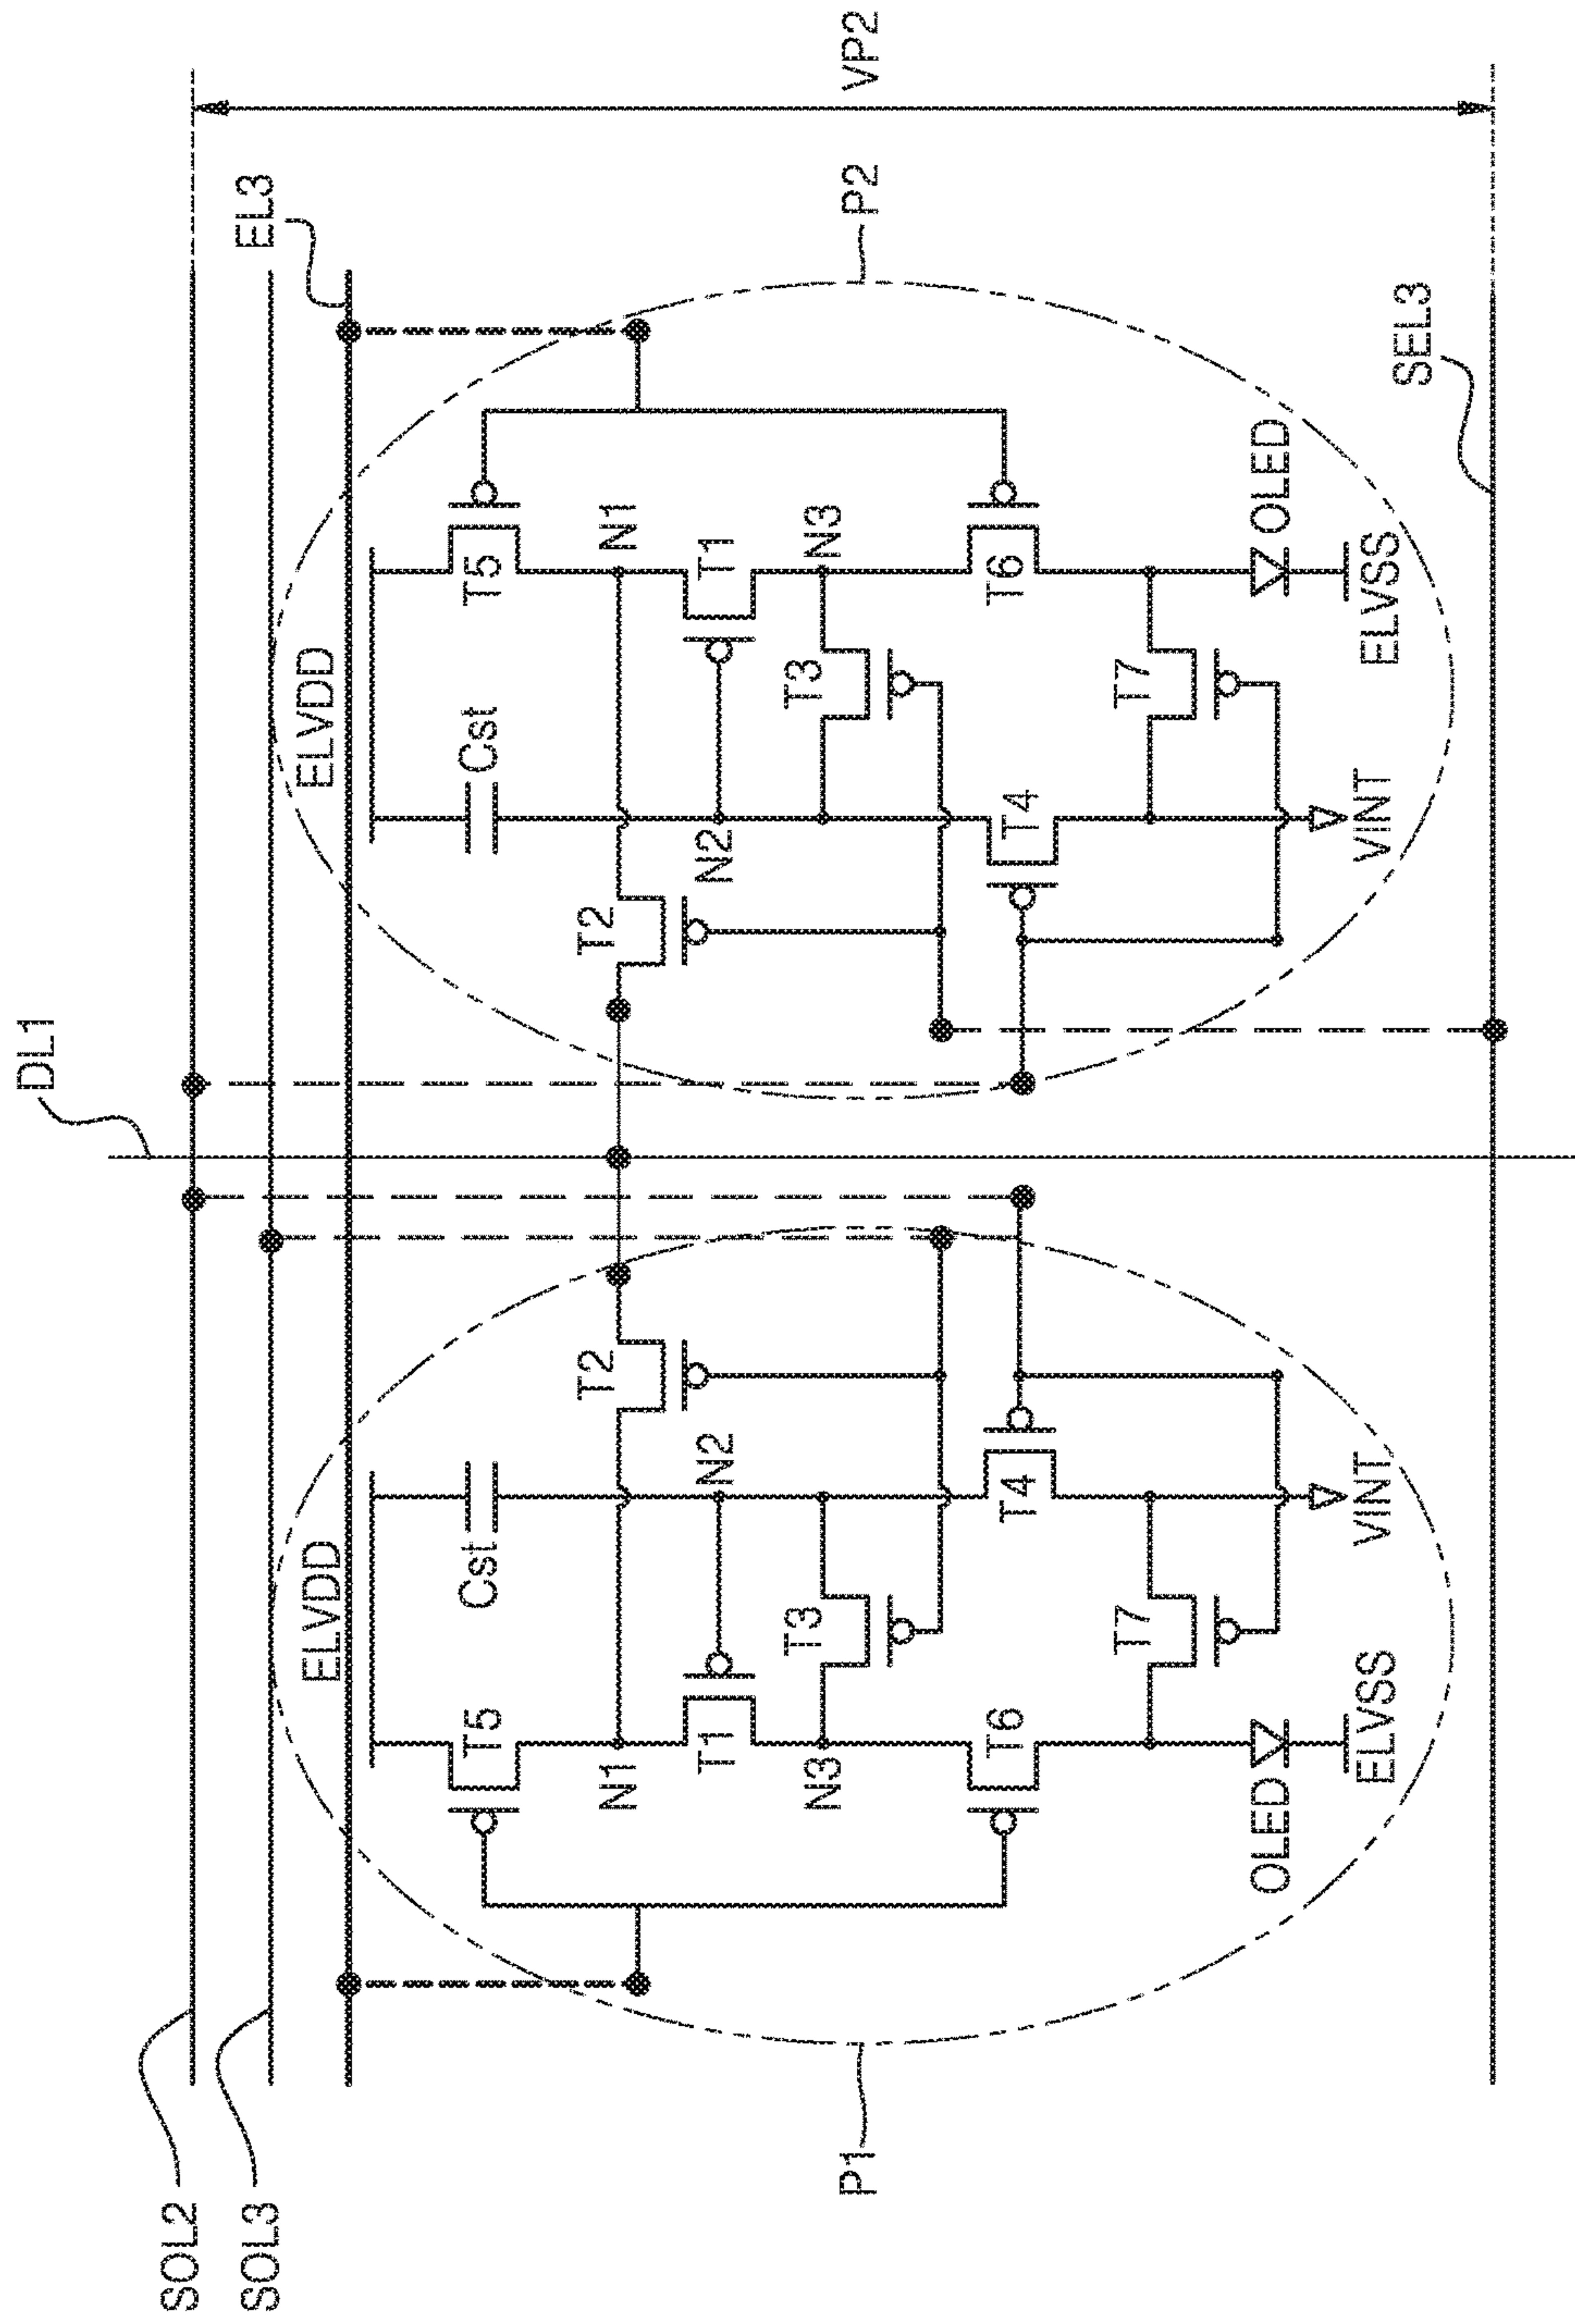 DL1
VP2
SOL2
SOL3
EL3
P1
P2
SEL3
ELVDD
T5
Cst
N1
T2
T1
N2
N3
T3
T4
T6
T7
OLED
ELVSS
VINT
ELVDD
Cst
T5
T2
N1
N2
T1
T3
N3
T4
T6
T7
OLED
VINT
ELVSS